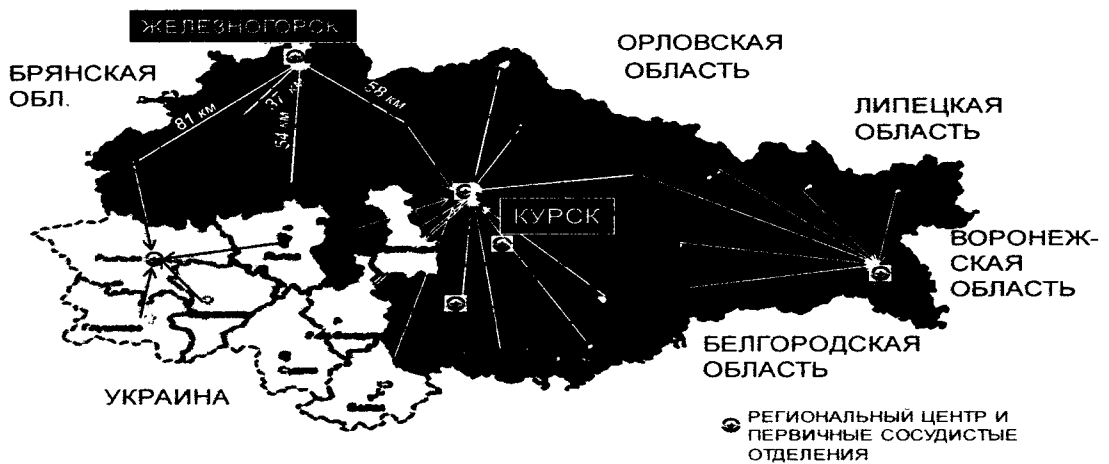 ЖЕЛЕЗНОГОРСК
БРЯНСКАЯ
ОБЛ.
ОРЛОВСКАЯ
ОБЛАСТЬ
ЛИПЕЦКАЯ
ОБЛАСТЬ
81 км
37 км
54 км
58 км
КУРСК
ВОРОНЕЖ-
СКАЯ
ОБЛАСТЬ
БЕЛГОРОДСКАЯ
ОБЛАСТЬ
УКРАИНА
РЕГИОНАЛЬНЫЙ ЦЕНТР И
ПЕРВИЧНЫЕ СОСУДИСТЫЕ
ОТДЕЛЕНИЯ